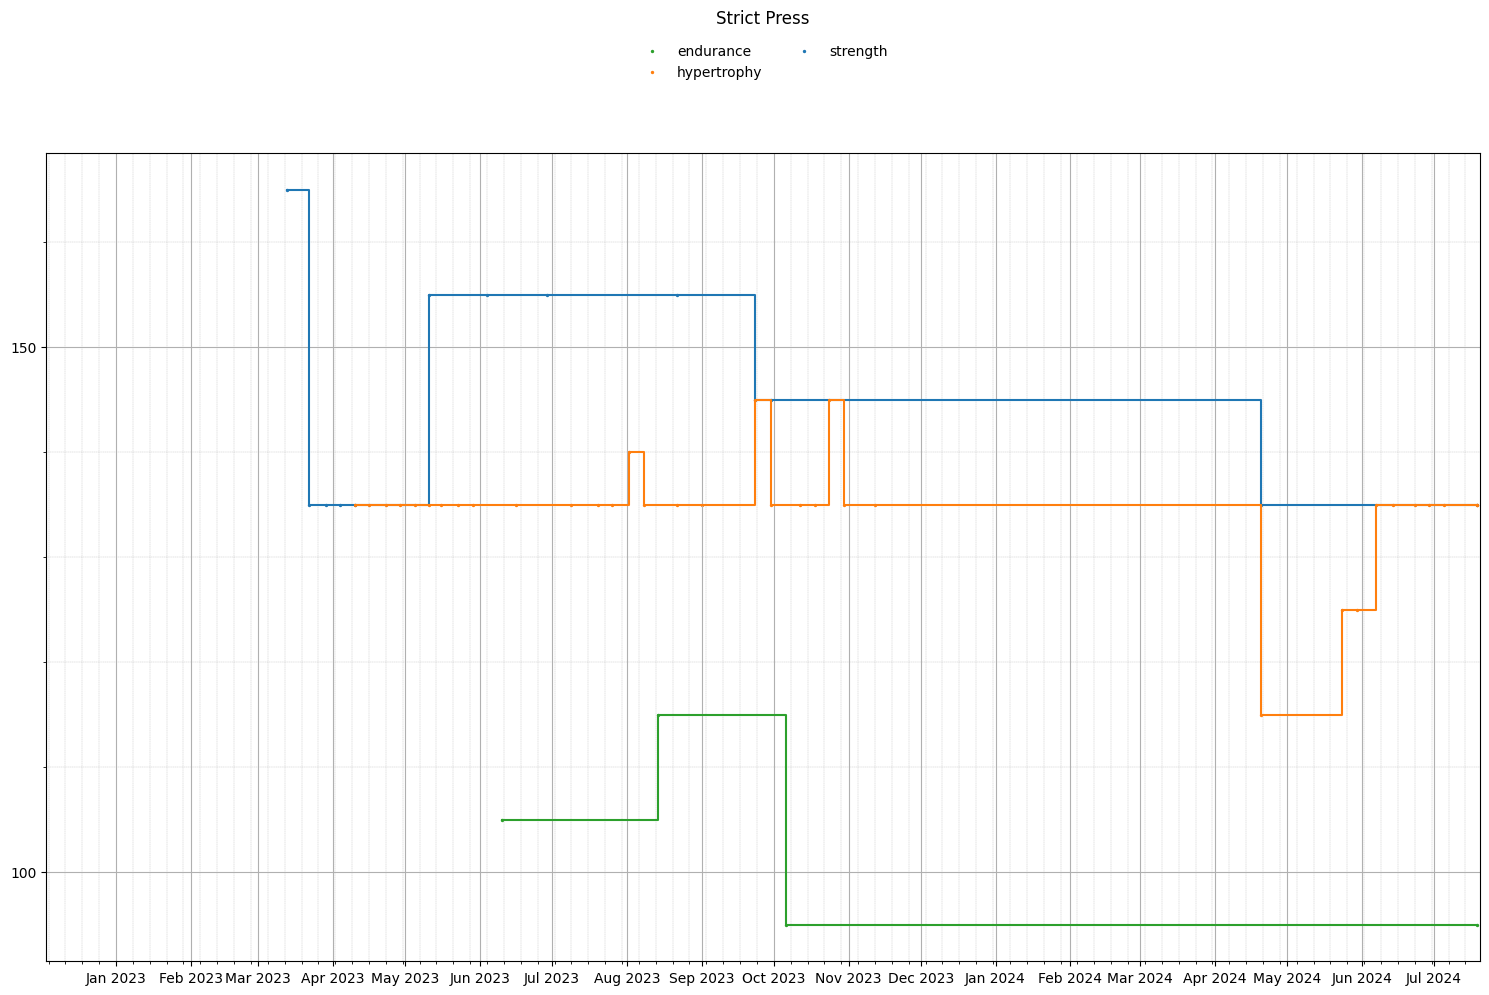 Strict Press
endurance strength
hypertrophy
150
100
Jan 2023 Feb 2023 Mar 2023 Apr 2023 May 2023 Jun 2023 Jul 2023 Aug 2023 Sep 2023 Oct 2023 Nov 2023 Dec 2023 Jan 2024 Feb 2024 Mar 2024 Apr 2024 May 2024 Jun 2024 Jul 2024